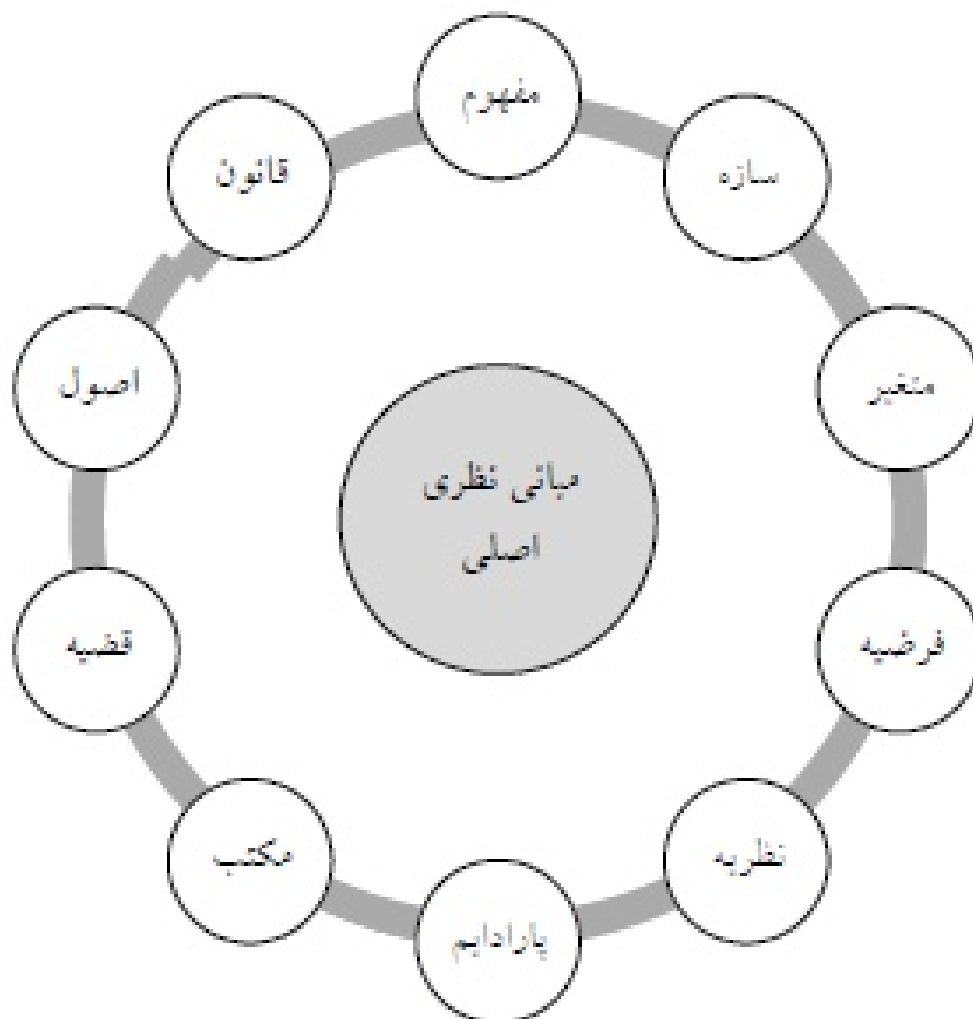 مفهوم
سازه
متغیر
فرضیه
نظریه
پارادایم
مکتب
قضیه
اصول
قانون
مبانی نظری
اصلی